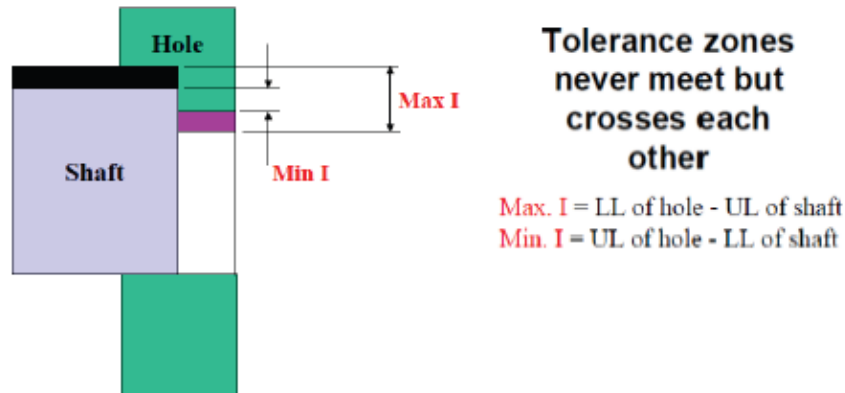 Hole
Max I
Shaft
Min I
Tolerance zones
never meet but
crosses each
other
Max. I = LL of hole - UL of shaft
Min. I = UL of hole - LL of shaft